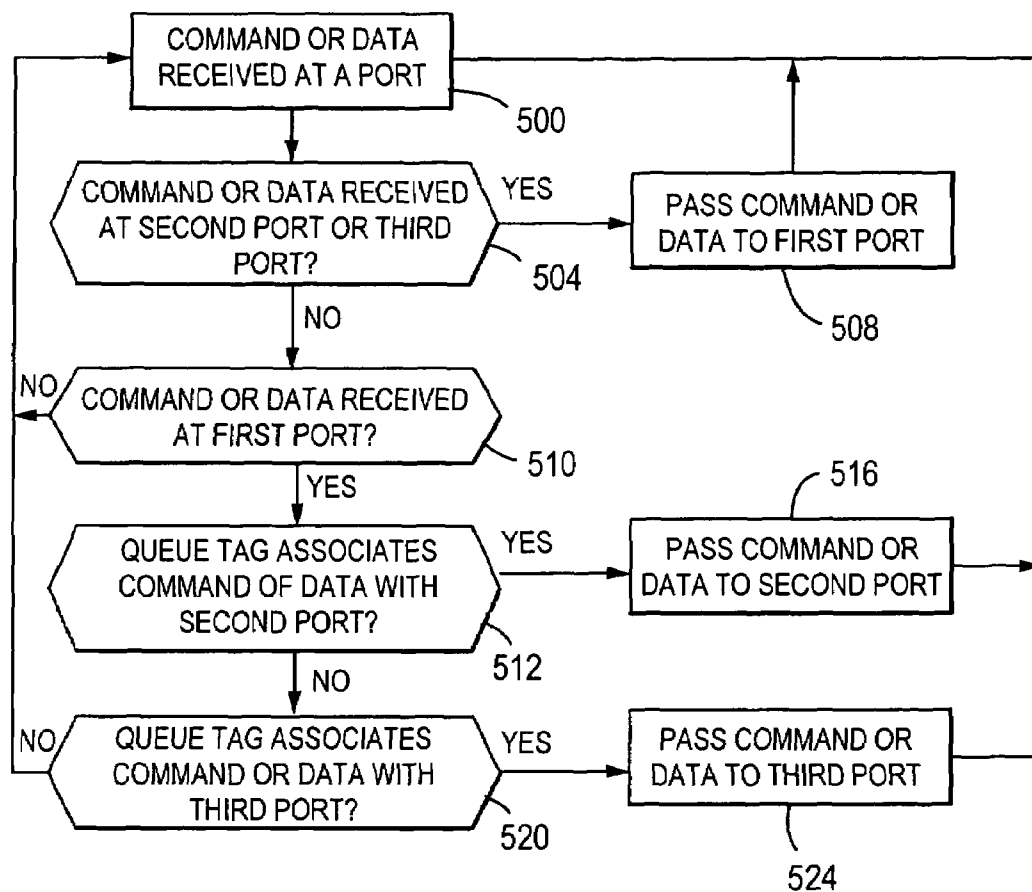 COMMAND OR DATA
RECEIVED AT A PORT
500
COMMAND OR DATA RECEIVED
AT SECOND PORT OR THIRD
PORT?
504
YES
PASS COMMAND OR
DATA TO FIRST PORT
508
NO
COMMAND OR DATA RECEIVED
AT FIRST PORT?
510
NO
YES
QUEUE TAG ASSOCIATES
COMMAND OF DATA WITH
SECOND PORT?
512
YES
516
PASS COMMAND OR
DATA TO SECOND PORT
NO
QUEUE TAG ASSOCIATES
COMMAND OR DATA WITH
THIRD PORT?
520
NO
YES
PASS COMMAND OR
DATA TO THIRD PORT
524